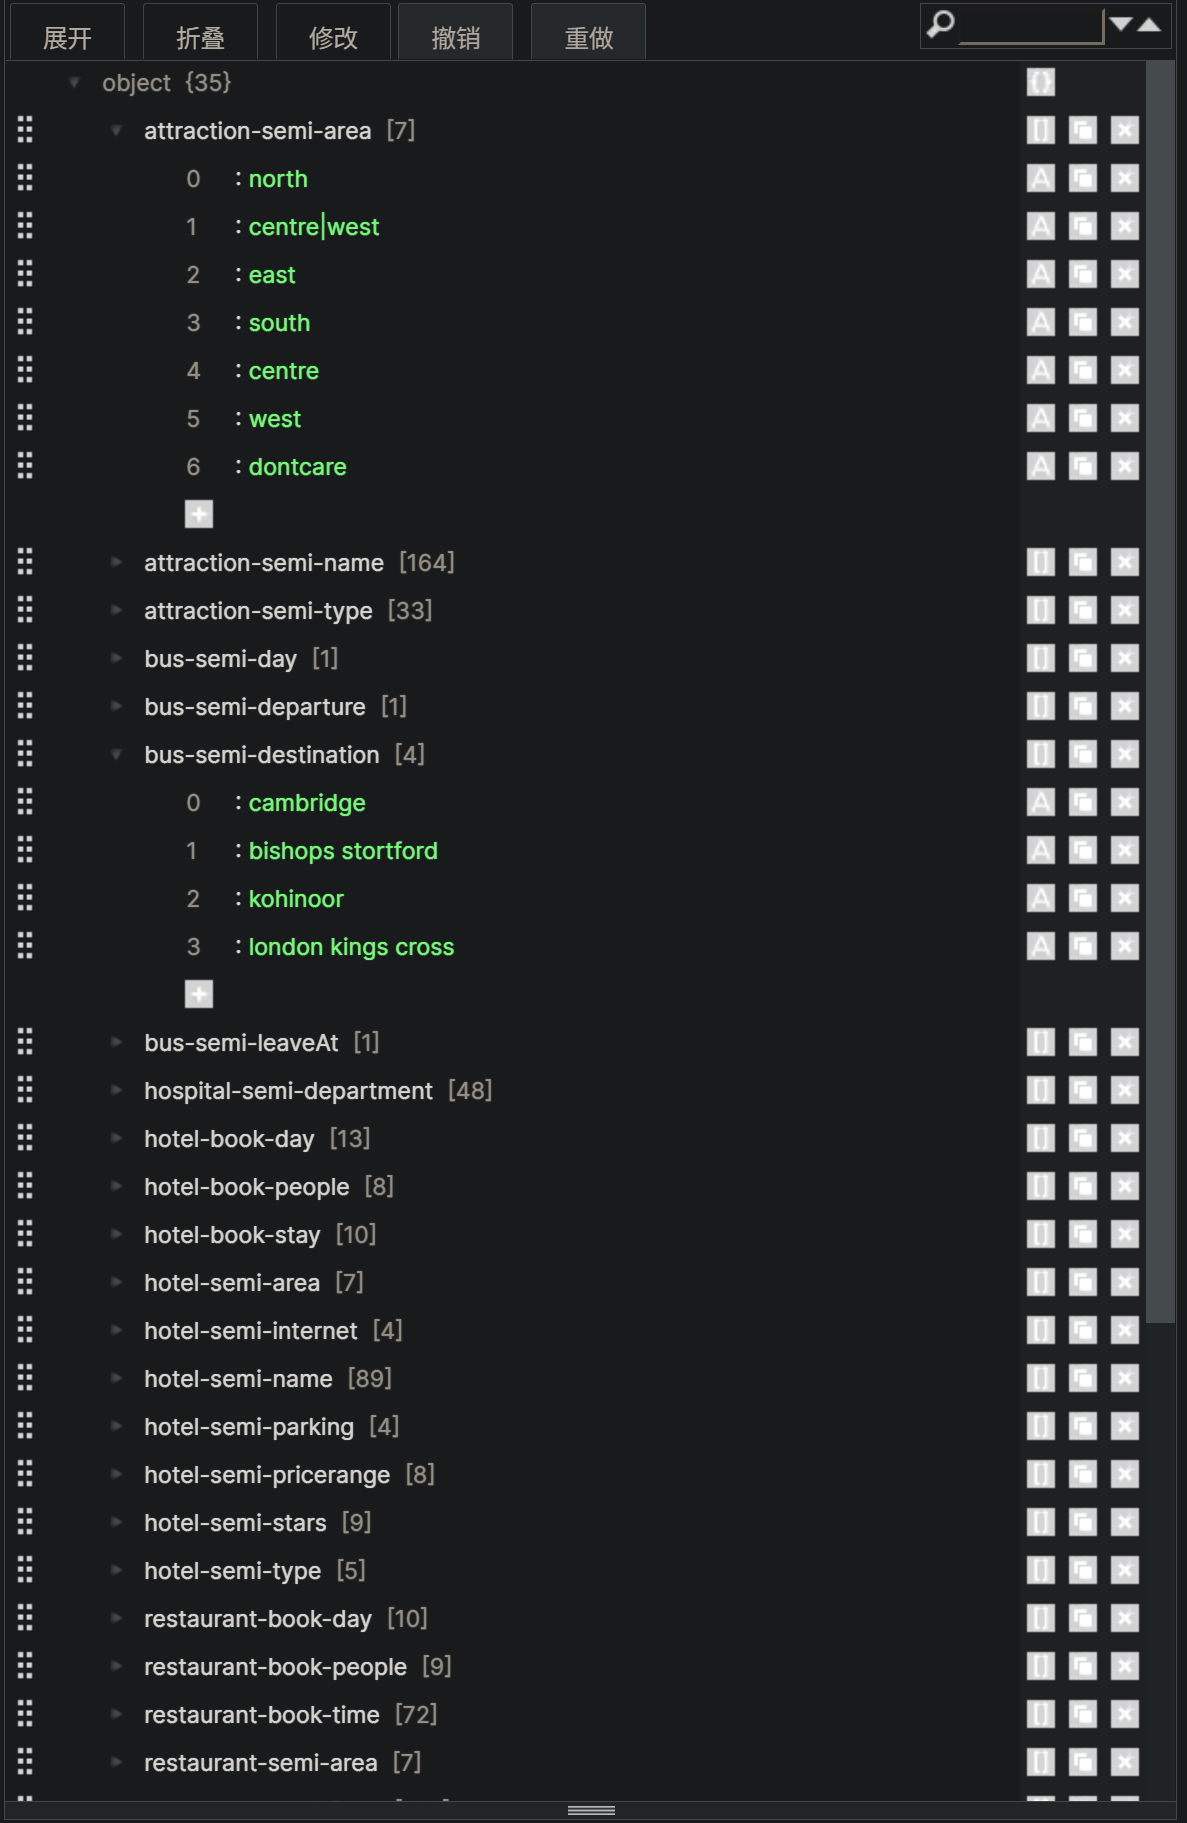 展开 折叠 修改 撤销 重做
object {35}
attraction-semi-area [7]
0 : north
1 : centre|west
2 : east
3 : south
4 : centre
5 : west
6 : dontcare
attraction-semi-name [164]
attraction-semi-type [33]
bus-semi-day [1]
bus-semi-departure [1]
bus-semi-destination [4]
0 : cambridge
1 : bishops stortford
2 : kohinoor
3 : london kings cross
bus-semi-leaveAt [1]
hospital-semi-department [48]
hotel-book-day [13]
hotel-book-people [8]
hotel-book-stay [10]
hotel-semi-area [7]
hotel-semi-internet [4]
hotel-semi-name [89]
hotel-semi-parking [4]
hotel-semi-pricerange [8]
hotel-semi-stars [9]
hotel-semi-type [5]
restaurant-book-day [10]
restaurant-book-people [9]
restaurant-book-time [72]
restaurant-semi-area [7]